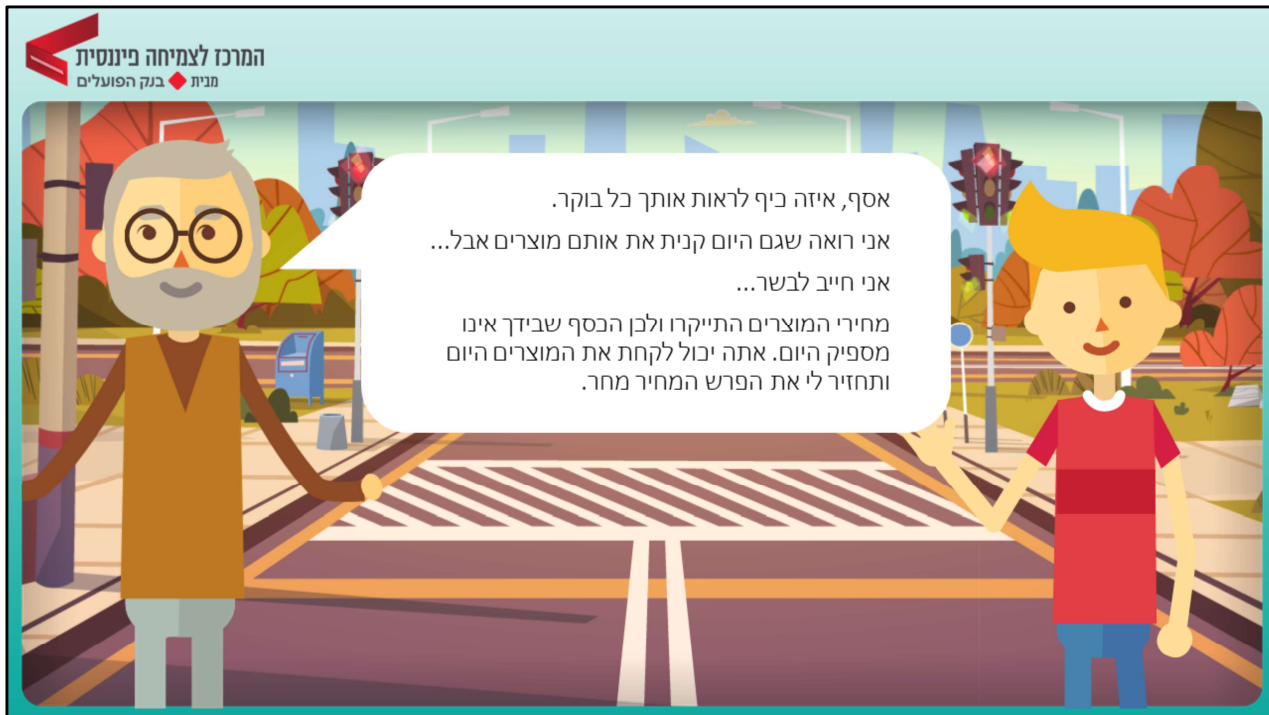 המרכז לצמיחה פיננסית
מבית בנק הפועלים
אסף, איזה כיף לראות אותך כל בוקר.
אני רואה שגם היום קנית את אותם מוצרים אבל...
אני חייב לבשר...
מחירי המוצרים התייקרו ולכן הכסף שבידך אינו
מספיק היום. אתה יכול לקחת את המוצרים היום
ותחזיר לי את הפרש המחיר מחר.